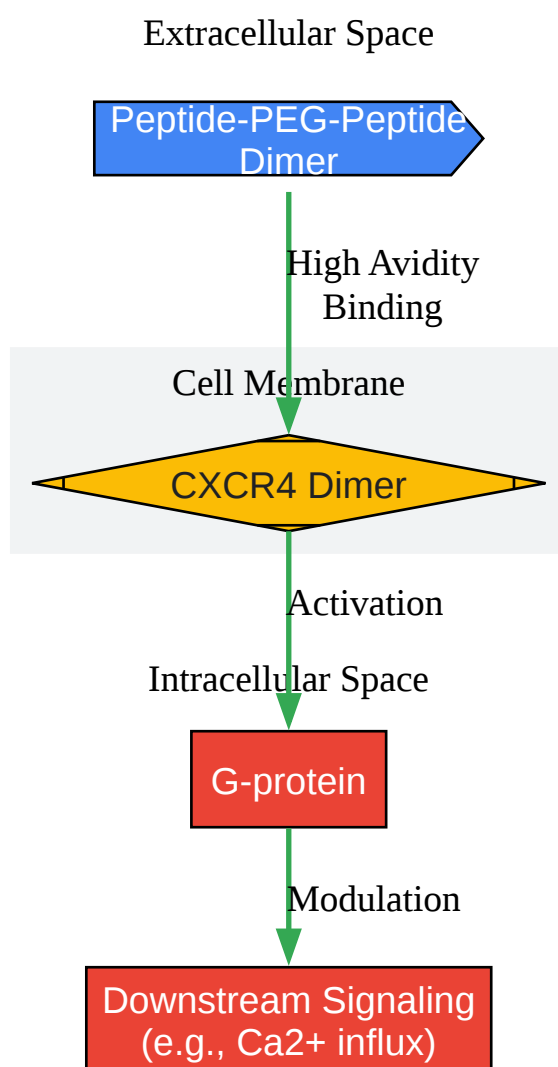 Extracellular Space
Peptide-PEG-Peptide
Dimer
High Avidity
Binding
Cell Membrane
CXCR4 Dimer
Activation
Intracellular Space
G-protein
Modulation
Downstream Signaling
(e.g., Ca2+ influx)